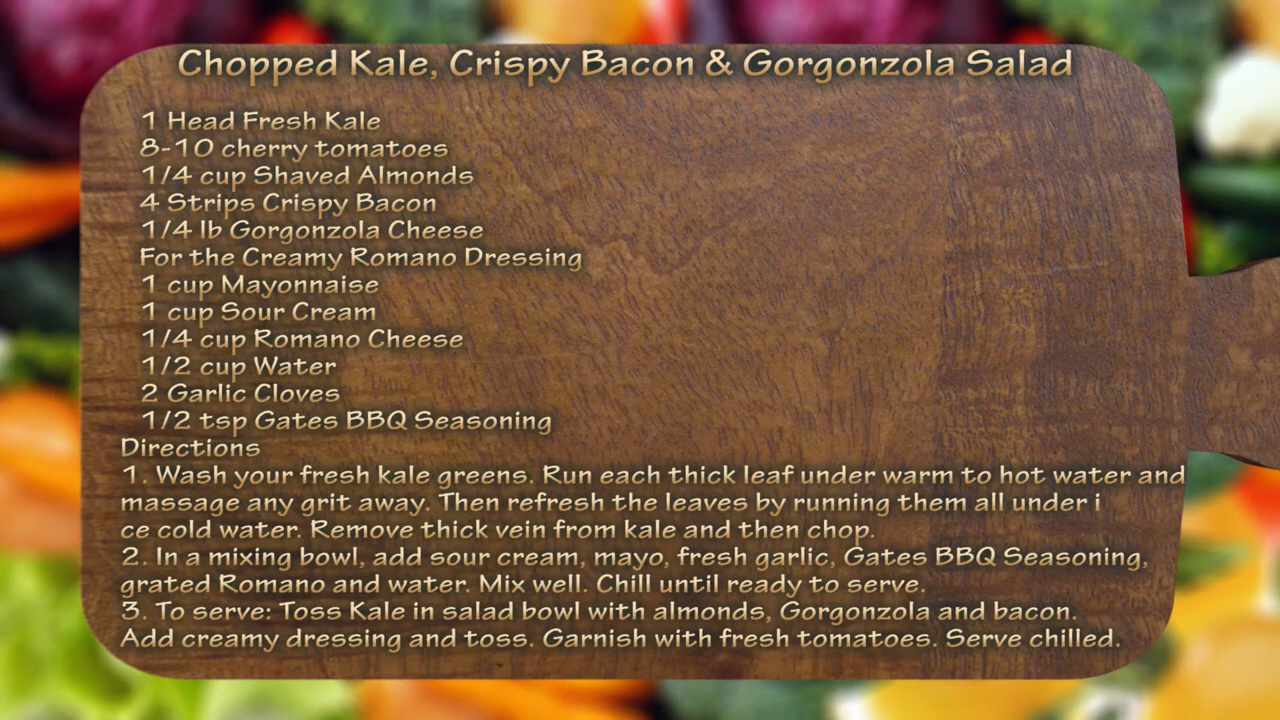 Chopped Kale, Crispy Bacon & Gorgonzola Salad
1 Head Fresh Kale
8-10 cherry tomatoes
1/4 cup Shaved Almonds
4 Strips Crispy Bacon
1/4 lb Gorgonzola Cheese
For the Creamy Romano Dressing
1 cup Mayonnaise
1 cup Sour Cream
1/4 cup Romano Cheese
1/2 cup Water
2 Garlic Cloves
1/2 tsp Gates BBQ Seasoning
Directions
1. Wash your fresh kale greens. Run each thick leaf under warm to hot water and
massage any grit away. Then refresh the leaves by running them all under i
ce cold water. Remove thick vein from kale and then chop.
2. In a mixing bowl, add sour cream, mayo, fresh garlic, Gates BBQ Seasoning,
grated Romano and water. Mix well. Chill until ready to serve.
3. To serve: Toss Kale in salad bowl with almonds, Gorgonzola and bacon.
Add creamy dressing and toss. Garnish with fresh tomatoes. Serve chilled.